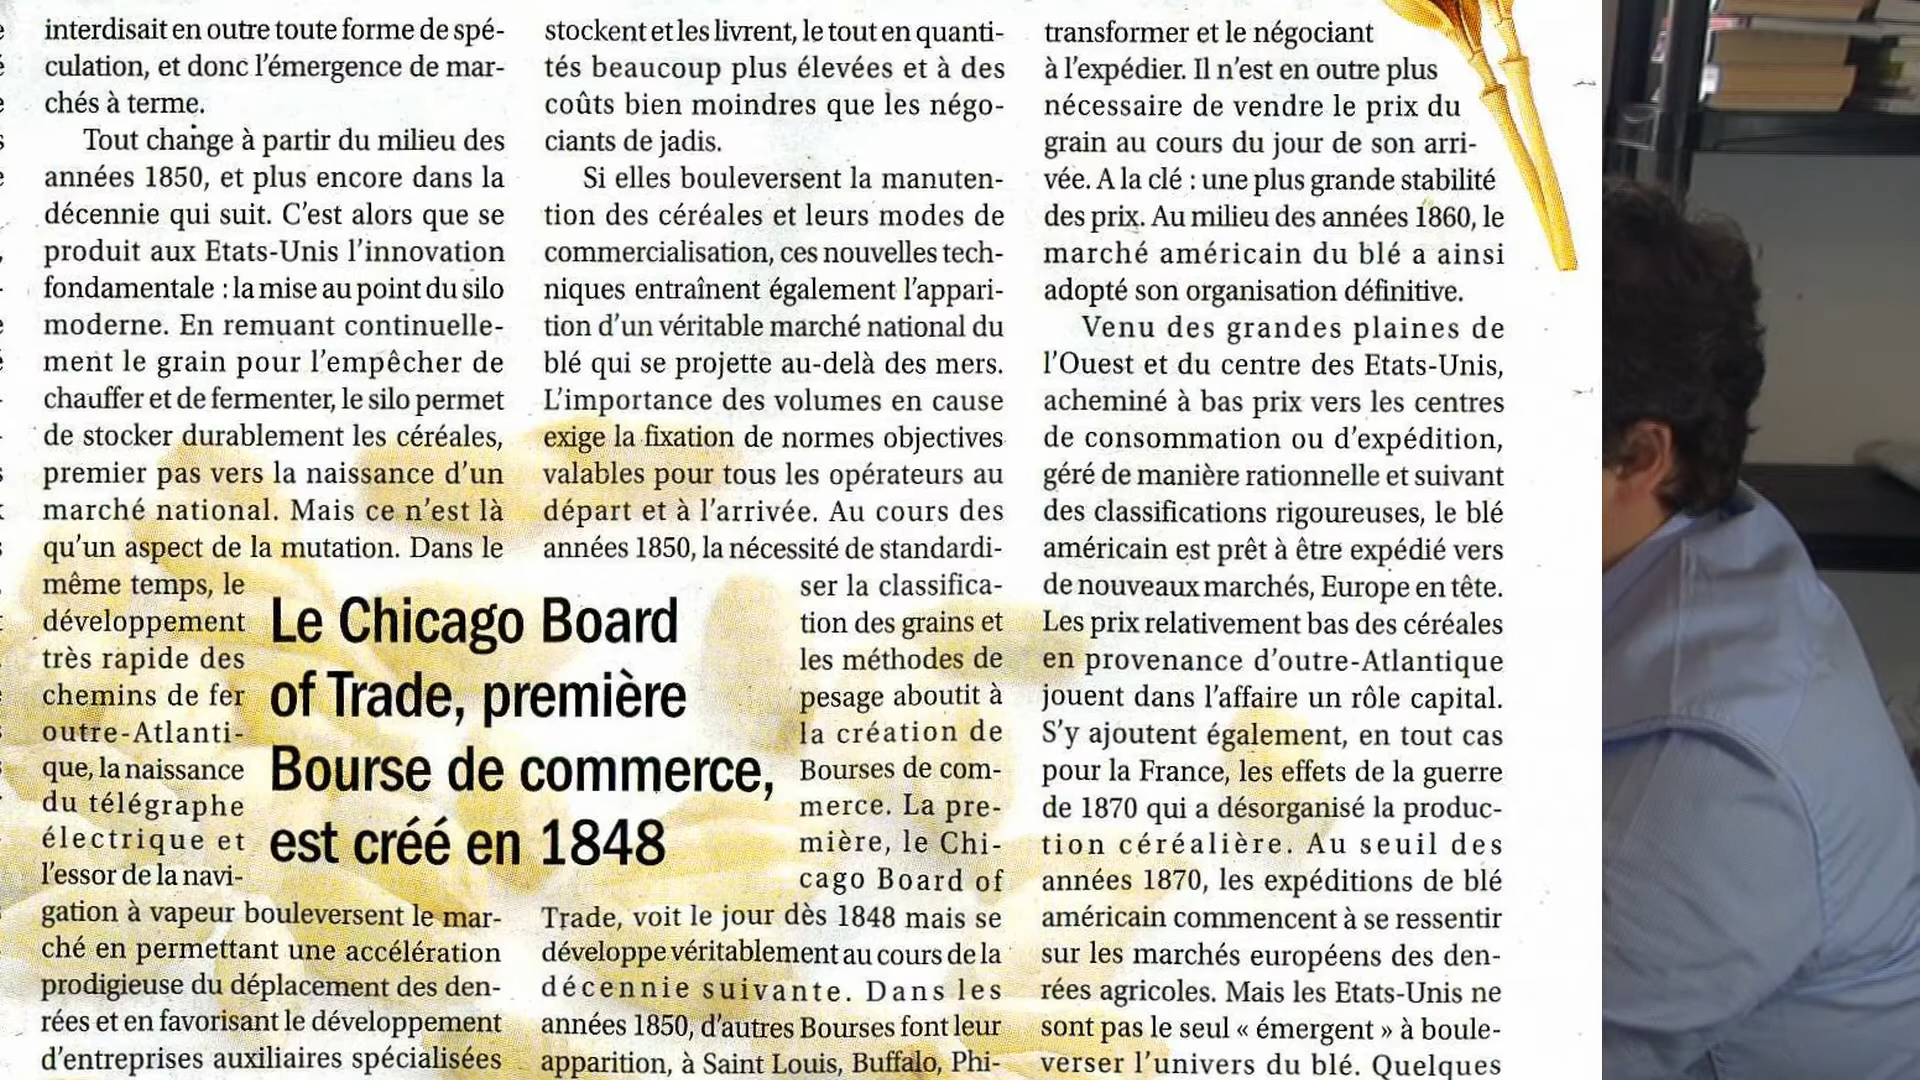 interdisait en outre toute forme de spé-
culation, et donc l'émergence de mar-
chés à terme.
Tout change à partir du milieu des
années 1850, et plus encore dans la
décennie qui suit. C'est alors que se
produit aux Etats-Unis l'innovation
fondamentale : la mise au point du silo
moderne. En remuant continuelle-
ment le grain pour l'empêcher de
chauffer et de fermenter, le silo permet
de stocker durablement les céréales,
premier pas vers la naissance d'un
marché national. Mais ce n'est là
qu'un aspect de la mutation. Dans le
même temps, le
développement
très rapide des
chemins de fer
outre-Atlanti-
que, la naissance
du télégraphe
électrique et
l'essor de la navi-
gation à vapeur bouleversent le mar-
ché en permettant une accélération
prodigieuse du déplacement des den-
rées et en favorisant le développement
d'entreprises auxiliaires spécialisées
Le Chicago Board
of Trade, première
Bourse de commerce,
est créé en 1848
stockent et les livrent, le tout en quanti-
tés beaucoup plus élevées et à des
coûts bien moindres que les négo-
ciants de jadis.
Si elles bouleversent la manuten-
tion des céréales et leurs modes de
commercialisation, ces nouvelles tech-
niques entraînent également l'appari-
tion d'un véritable marché national du
blé qui se projette au-delà des mers.
L'importance des volumes en cause
exige la fixation de normes objectives
valables pour tous les opérateurs au
départ et à l'arrivée. Au cours des
années 1850, la nécessité de standardi-
ser la classifica-
tion des grains et
les méthodes de
pesage aboutit à
la création de
Bourses de com-
merce. La pre-
mière, le Chi-
cago Board of
Trade, voit le jour dès 1848 mais se
développe véritablement au cours de la
décennie suivante. Dans les
années 1850, d'autres Bourses font leur
apparition, à Saint Louis, Buffalo, Phi-
transformer et le négociant
à l'expédier. Il n'est en outre plus
nécessaire de vendre le prix du
grain au cours du jour de son arri-
vée. A la clé : une plus grande stabilité
des prix. Au milieu des années 1860, le
marché américain du blé a ainsi
adopté son organisation définitive.
Venu des grandes plaines de
l'Ouest et du centre des Etats-Unis,
acheminé à bas prix vers les centres
de consommation ou d'expédition,
géré de manière rationnelle et suivant
des classifications rigoureuses, le blé
américain est prêt à être expédié vers
de nouveaux marchés, Europe en tête.
Les prix relativement bas des céréales
en provenance d'outre-Atlantique
jouent dans l'affaire un rôle capital.
S'y ajoutent également, en tout cas
pour la France, les effets de la guerre
de 1870 qui a désorganisé la produc-
tion céréalière. Au seuil des
années 1870, les expéditions de blé
américain commencent à se ressentir
sur les marchés européens des den-
rées agricoles. Mais les Etats-Unis ne
sont pas le seul « émergent » à boule-
verser l'univers du blé. Quelques